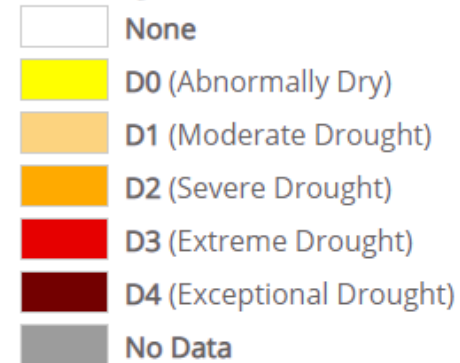 None
D0 (Abnormally Dry)
D1 (Moderate Drought)
D2 (Severe Drought)
D3 (Extreme Drought)
D4 (Exceptional Drought)
No Data